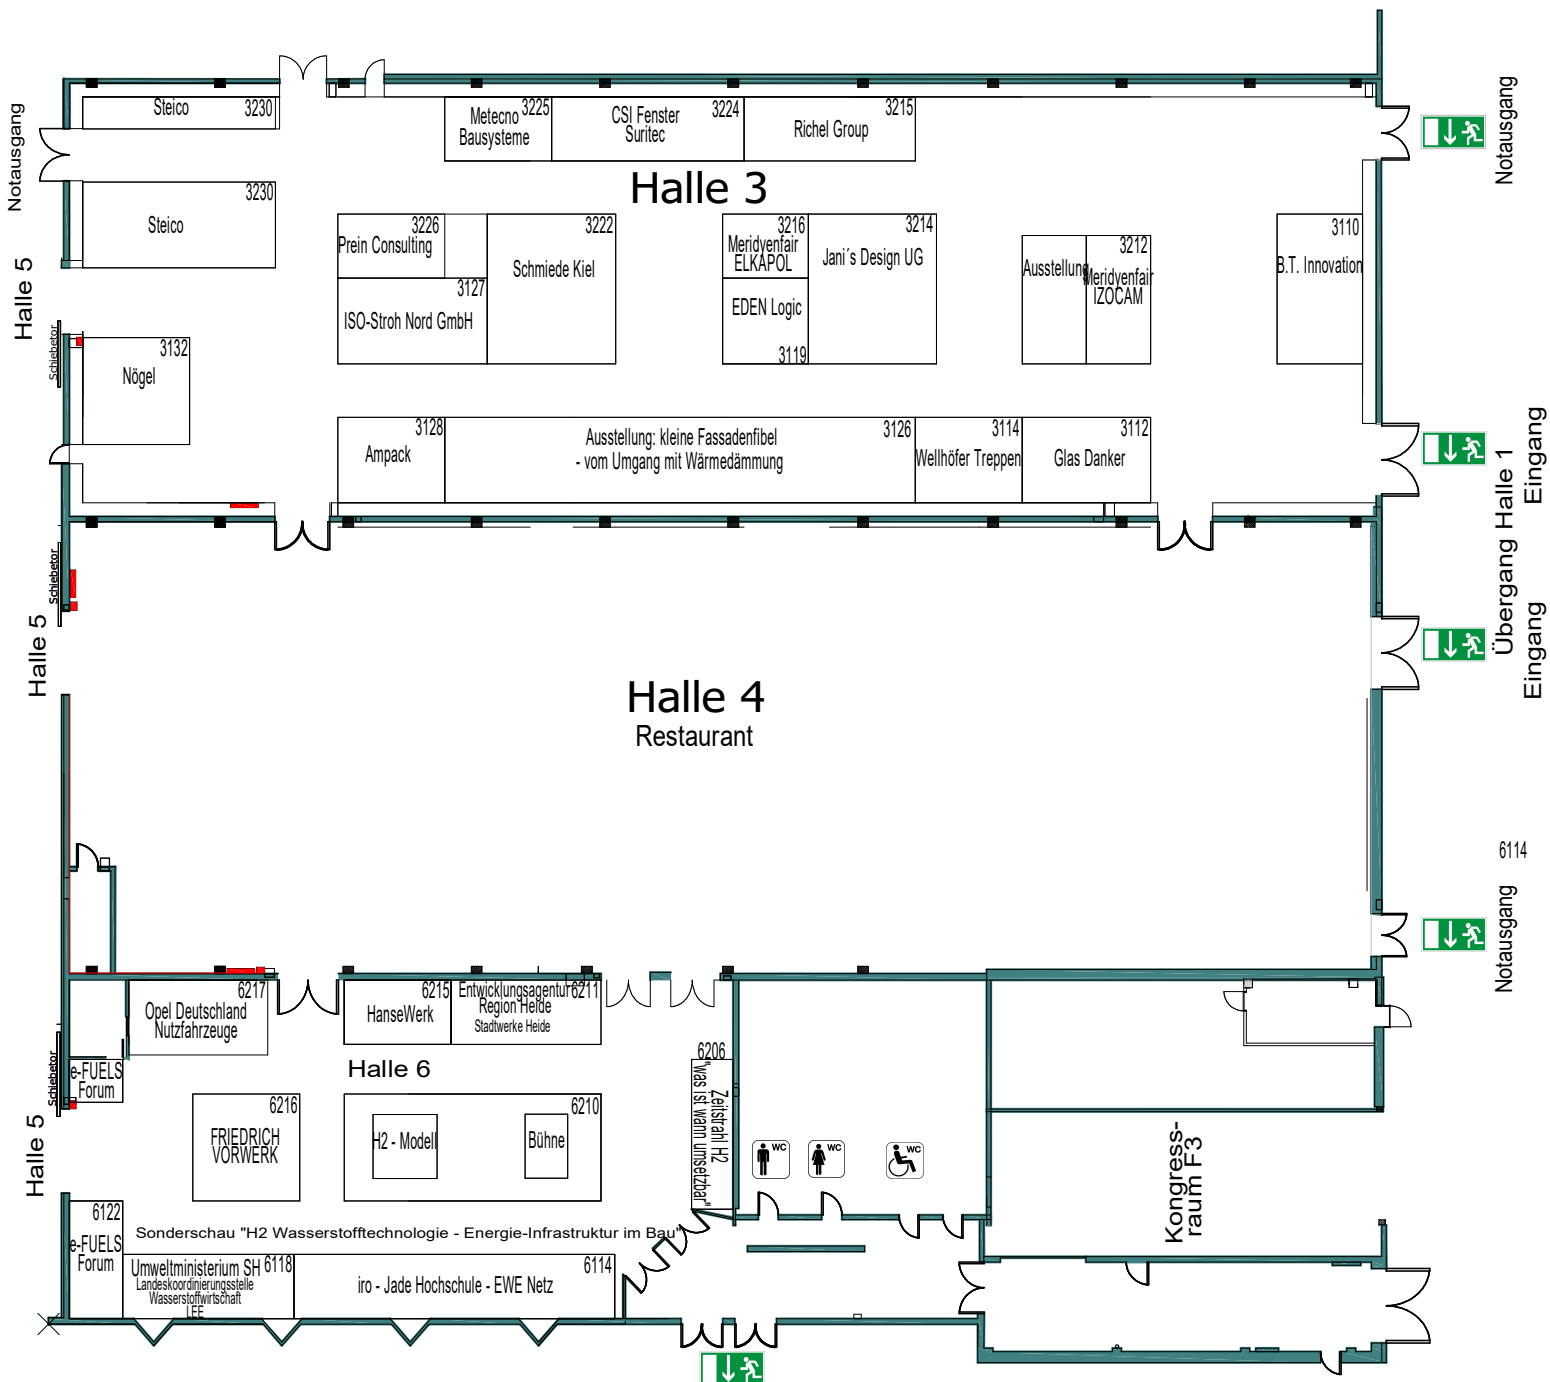 Steico
3230
Metecno
Bausysteme
3225
CSI Fenster
Suritec
3224
Richel Group
3215
Notausgang
Notausgang
Halle 3
Steico
3230
Prein Consulting
3226
ISO-Stroh Nord GmbH
3127
Schmiede Kiel
3222
Meridyenfair
ELKAPOL
3216
EDEN Logic
3119
Jani´s Design UG
3214
Ausstellung
Meridyenfair
IZOCAM
3212
B.T. Innovation
3110
Halle 5
Schiebetor
Nögel
3132
Ampack
3128
Ausstellung: kleine Fassadenfibel
- vom Umgang mit Wärmedämmung
3126
Wellhöfer Treppen
3114
Glas Danker
3112
Eingang
Übergang Halle 1
Eingang
Schiebetor
Halle 5
Halle 4
Restaurant
6114
Notausgang
Opel Deutschland
Nutzfahrzeuge
6217
HanseWerk
6215
Entwicklungsagentur
Region Heide
Stadtwerke Heide
6211
Halle 6
6206
Zeitstrahl H2
"was ist wann umsetzbar"
Schiebetor
e-FUELS
Forum
Halle 5
FRIEDRICH
VORWERK
6216
H2 - Modell
Bühne
6210
WC
WC
WC
Kongress-
raum F3
6122
e-FUELS
Forum
Sonderschau "H2 Wasserstofftechnologie - Energie-Infrastruktur im Bau"
Umweltministerium SH
Landeskoordinierungsstelle
Wasserstoffwirtschaft
LEE
6118
iro - Jade Hochschule - EWE Netz
6114